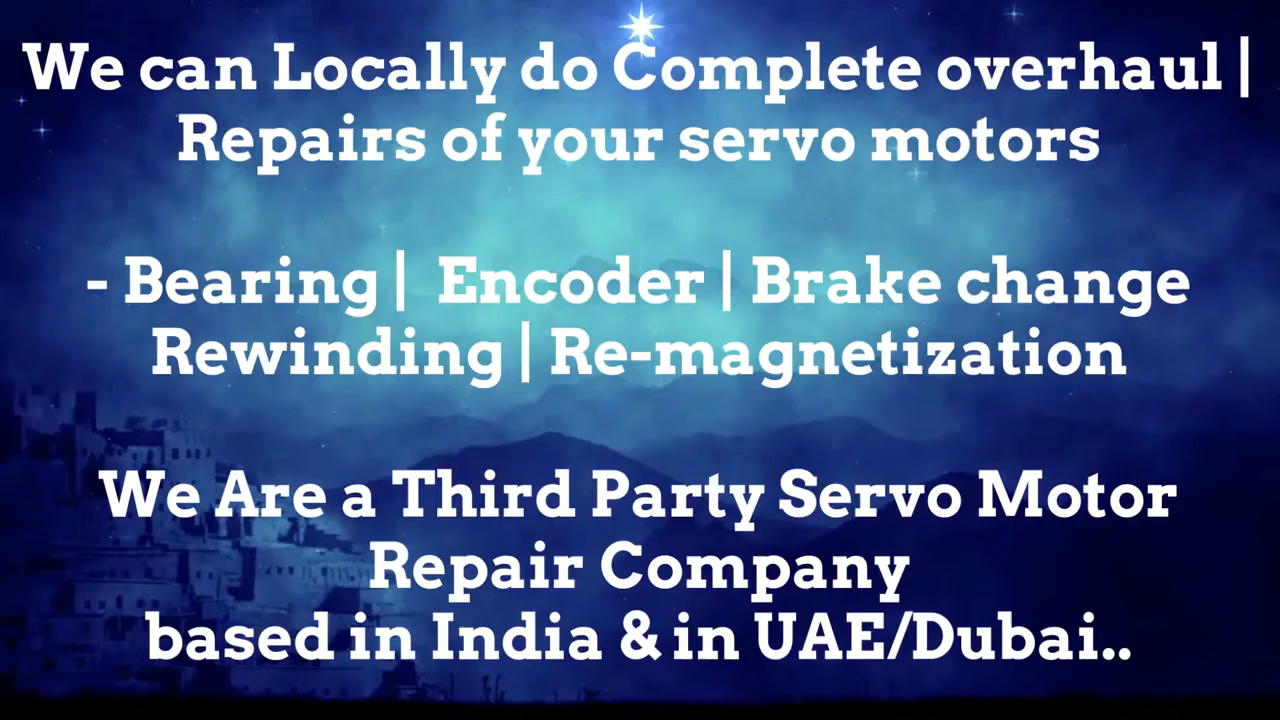 We can Locally do Complete overhaul |
Repairs of your servo motors
- Bearing | Encoder | Brake change
Rewinding | Re-magnetization
We Are a Third Party Servo Motor
Repair Company
based in India & in UAE/Dubai..